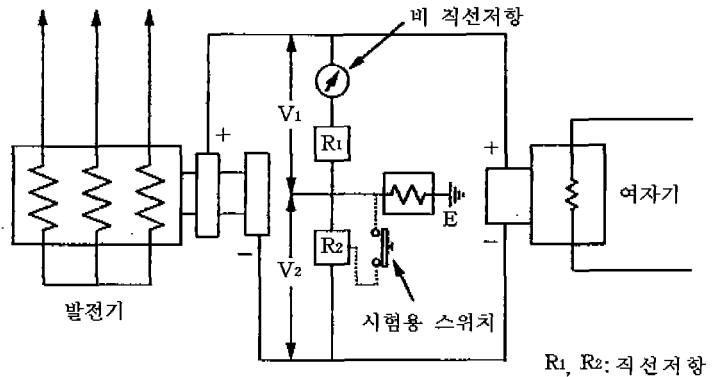 비 직선저항
V₁
R₁
+
+
여자기
E
−
−
R₂
V₂
발전기
시험용 스위치
R₁, R₂: 직선저항